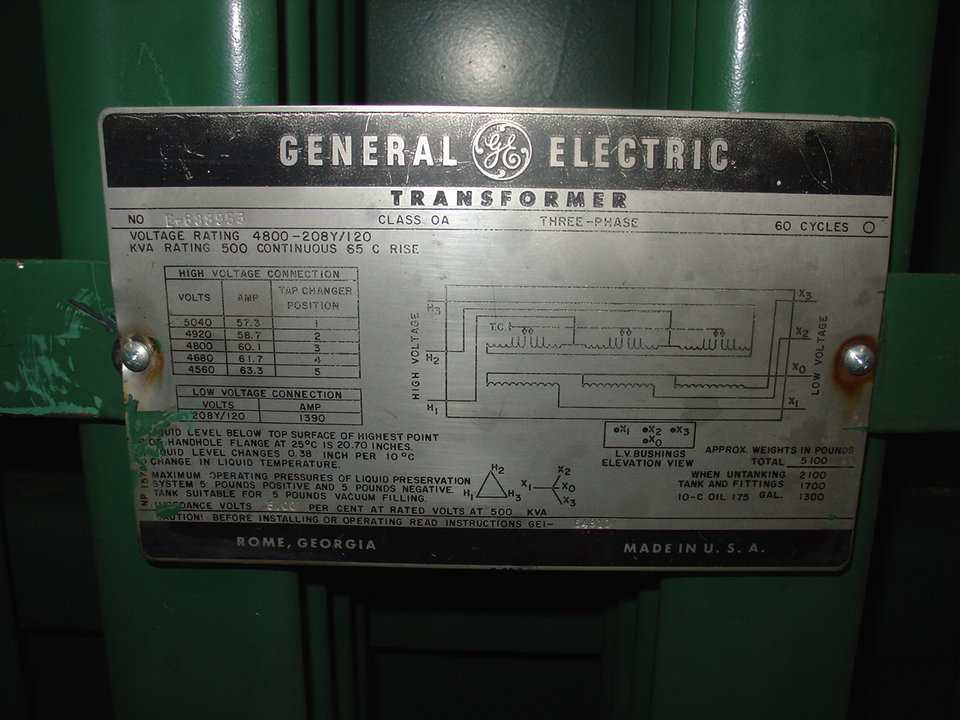 GENERAL GE ELECTRIC
TRANSFORMER
NO E-688953 CLASS OA THREE-PHASE 60 CYCLES
VOLTAGE RATING 4800-208Y/120
KVA RATING 500 CONTINUOUS 65 C RISE
HIGH VOLTAGE CONNECTION
VOLTS AMP TAP CHANGER POSITION
5040 57.3 1
4920 58.7 2
4800 60.1 3
4680 61.7 4
4560 63.3 5
LOW VOLTAGE CONNECTION
VOLTS AMP
208Y/120 1390
HIGH VOLTAGE
H3
H2
H1
T.C.
X3
X2
X0
X1
LOW VOLTAGE
LIQUID LEVEL BELOW TOP SURFACE OF HIGHEST POINT
OF HANDHOLE FLANGE AT 25°C IS 20.70 INCHES.
LIQUID LEVEL CHANGES 0.38 INCH PER 10°C
CHANGE IN LIQUID TEMPERATURE.
MAXIMUM OPERATING PRESSURES OF LIQUID PRESERVATION
SYSTEM 5 POUNDS POSITIVE AND 5 POUNDS NEGATIVE.
TANK SUITABLE FOR 5 POUNDS VACUUM FILLING.
IMPEDANCE VOLTS PER CENT AT RATED VOLTS AT 500 KVA
CAUTION! BEFORE INSTALLING OR OPERATING READ INSTRUCTIONS GEI-
H2
H1 H3
X2
X1 X0
X3
X1 X2 X3
X0
L.V. BUSHINGS
ELEVATION VIEW
APPROX. WEIGHTS IN POUNDS
TOTAL 5100
WHEN UNTANKING 2100
TANK AND FITTINGS 1700
10-C OIL 175 GAL. 1300
NP
ROME, GEORGIA MADE IN U.S.A.